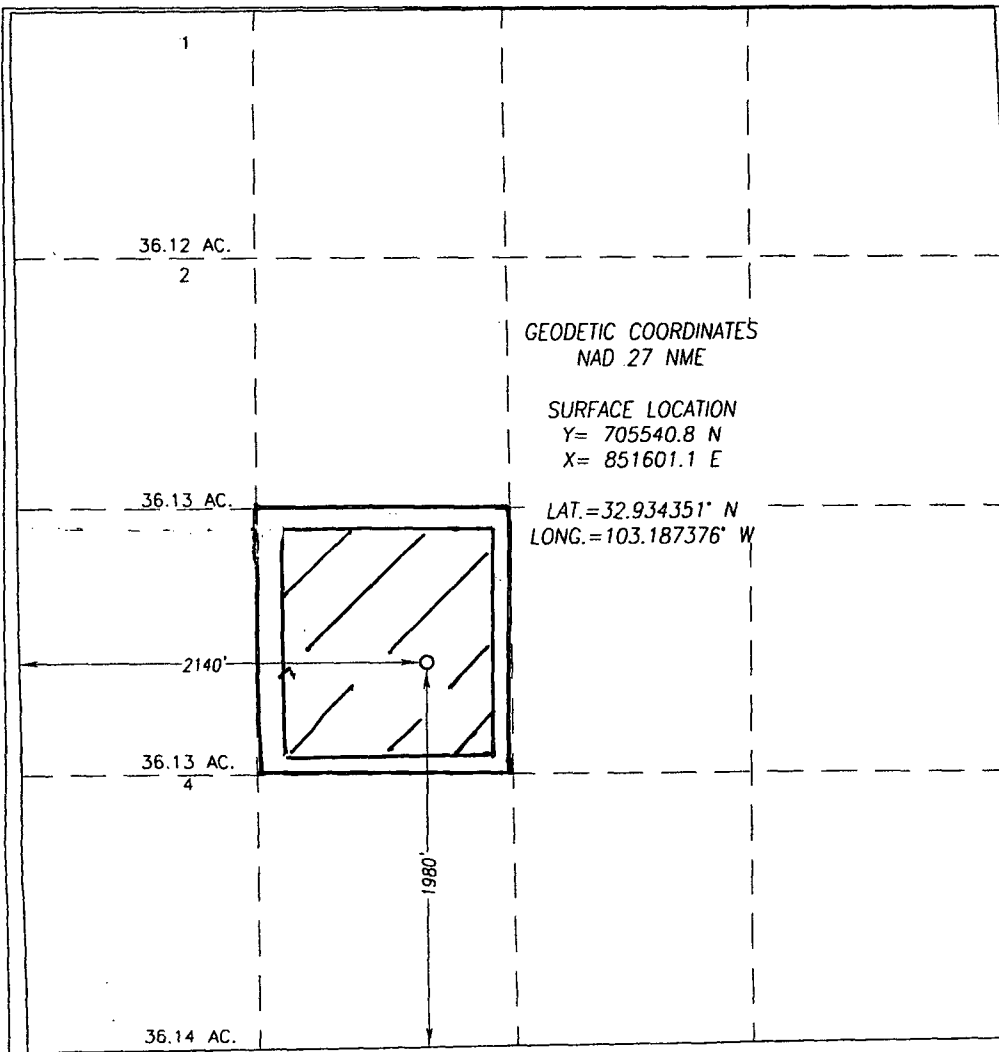 1
36.12 AC.
2
GEODETIC COORDINATES
NAD 27 NME
SURFACE LOCATION
Y= 705540.8 N
X= 851601.1 E
36.13 AC.
LAT.=32.934351° N
LONG.=103.187376° W
2140'
36.13 AC.
4
1980'
36.14 AC.